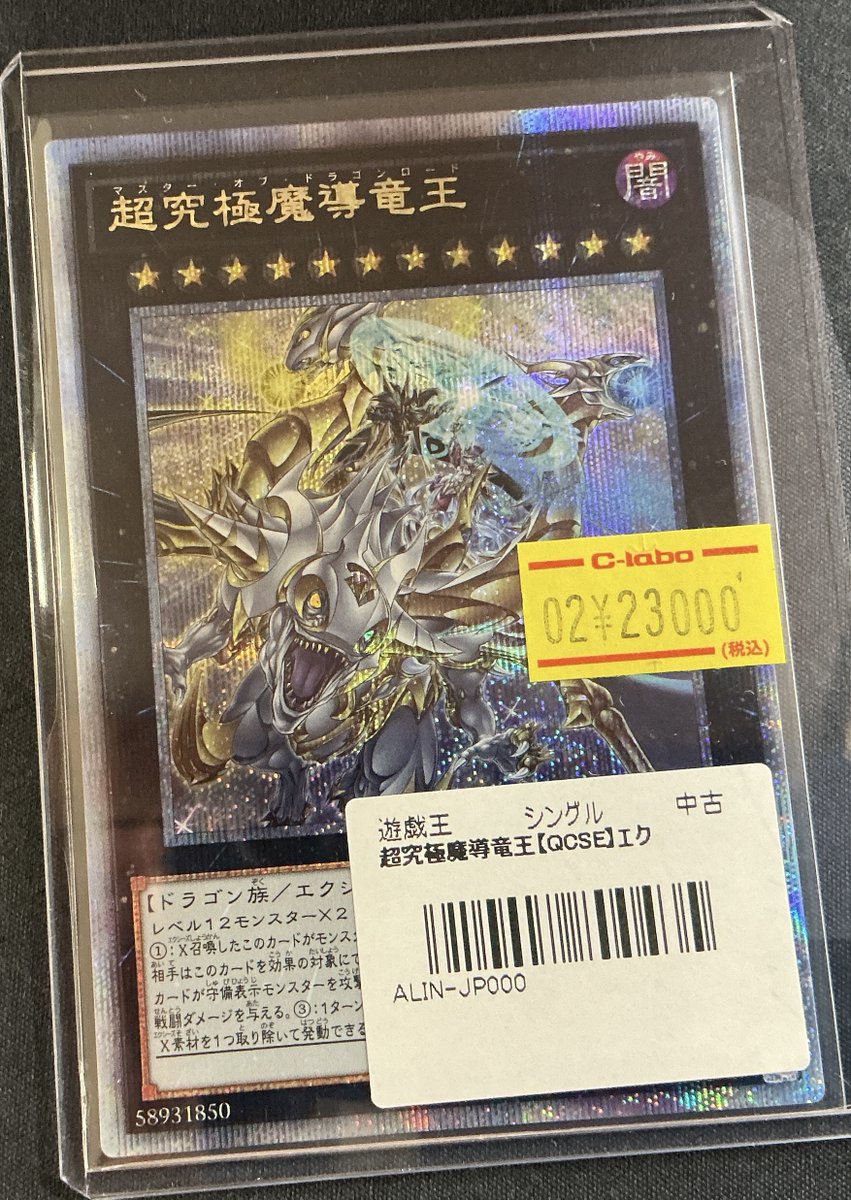 マスター オブ・ドラゴンロード
超究極魔導竜王
やみ
闇
C-labo
02¥23000
(税込)
遊戯王 シングル 中古
超究極魔導竜王【QCSE】エク
ALIN-JP000
【ドラゴン族/エクシ
レベル12モンスター×2
①:X召喚したこのカードがモンス
相手はこのカードを効果の対象にで
カードが守備表示モンスターを攻撃
戦闘ダメージを与える。③:1ターン
X素材を1つ取り除いて発動できる
58931850